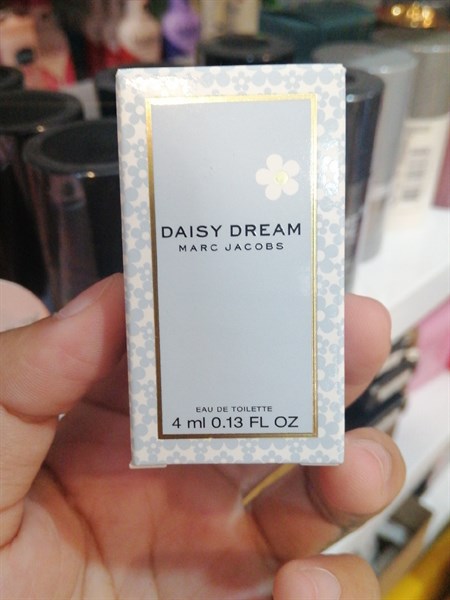 DAISY DREAM
MARC JACOBS
EAU DE TOILETTE
4 ml 0.13 FL OZ